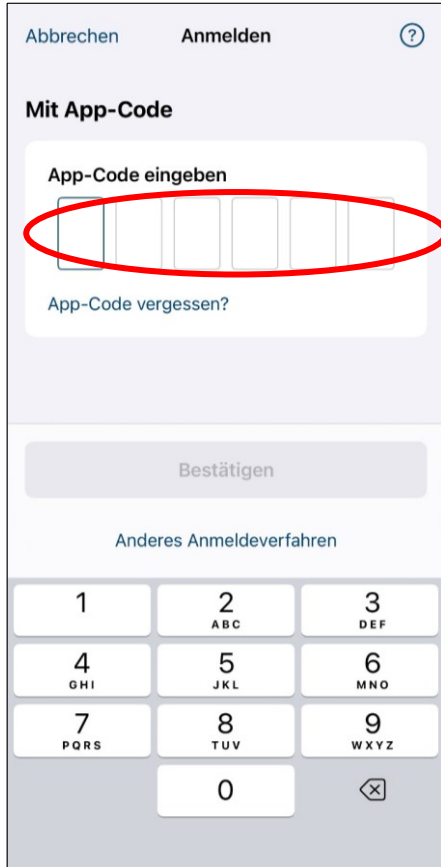 Abbrechen Anmelden ?
Mit App-Code
App-Code eingeben
App-Code vergessen?
Bestätigen
Anderes Anmeldeverfahren
1 2 3
ABC DEF
4 5 6
GHI JKL MNO
7 8 9
PQRS TUV WXYZ
0